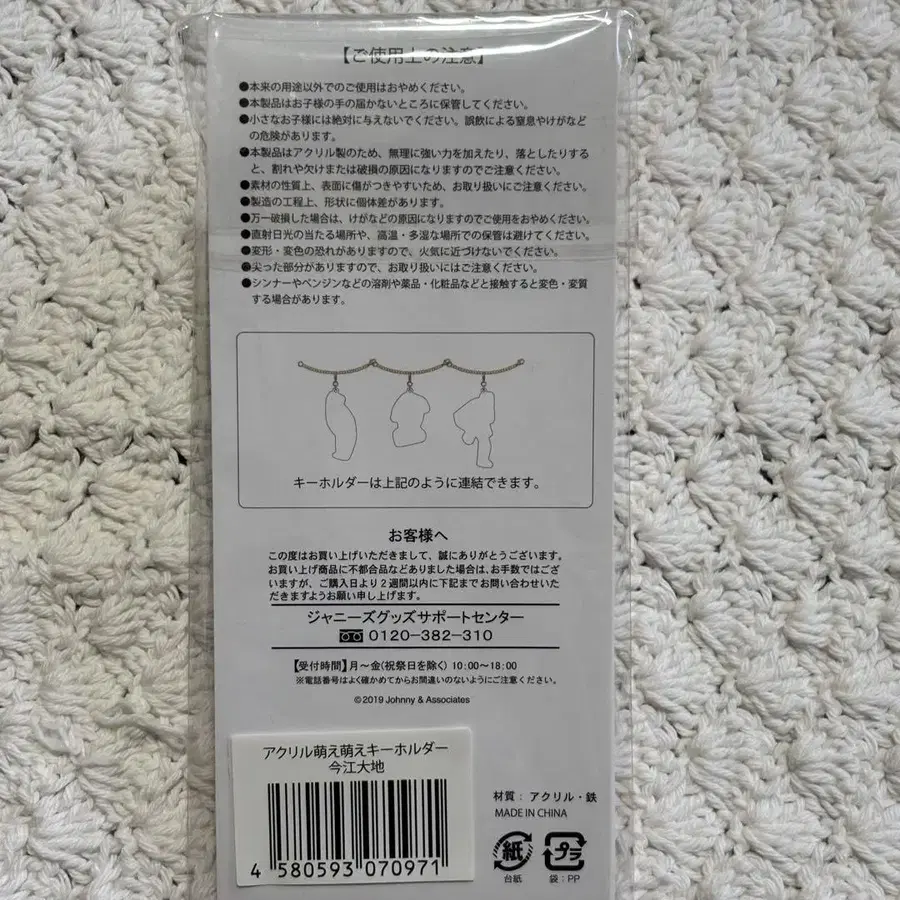 【ご使用上の注意】
●本来の用途以外でのご使用はおやめください。
●本製品はお子様の手の届かないところに保管してください。
●小さなお子様には絶対に与えないでください。誤飲による窒息やけがなど
の危険があります。
●本製品はアクリル製のため、無理に強い力を加えたり、落としたりする
と、割れや欠けまたは破損の原因になりますのでご注意ください。
●素材の性質上、表面に傷がつきやすいため、お取り扱いにご注意ください。
●製造の工程上、形状に個体差があります。
●万一破損した場合は、けがなどの原因になりますのでご使用をおやめください。
●直射日光の当たる場所や、高温・多湿な場所での保管は避けてください。
●変形・変色の恐れがありますので、火気に近づけないでください。
●尖った部分がありますので、お取り扱いにはご注意ください。
●シンナーやベンジンなどの溶剤や薬品・化粧品などと接触すると変色・変質
する場合があります。
キーホルダーは上記のように連結できます。
お客様へ
この度はお買い上げいただきまして、誠にありがとうございます。
お買い上げ商品に不都合品などありました場合は、お手数ではござ
いますが、ご購入日より2週間以内に下記までお問い合わせいた
だきますようお願い申し上げます。
ジャニーズグッズサポートセンター
0120-382-310
【受付時間】月～金(祝祭日を除く) 10:00～18:00
※電話番号はよく確かめてからお間違いのないようにご注意ください。
©2019 Johnny & Associates
アクリル萌え萌えキーホルダー
今江大地
4 580593 070971
材質：アクリル・鉄
MADE IN CHINA
紙 プラ
台紙 袋：PP